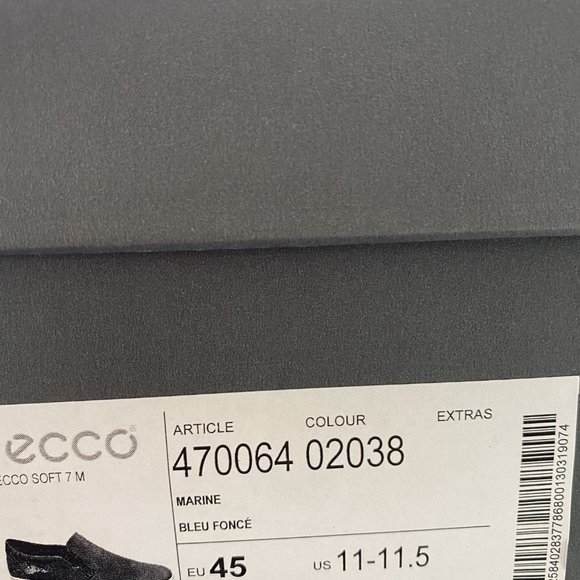 ecco
ECCO SOFT 7 M
ARTICLE COLOUR EXTRAS
470064 02038
MARINE
BLEU FONCÉ
EU 45 US 11-11.5